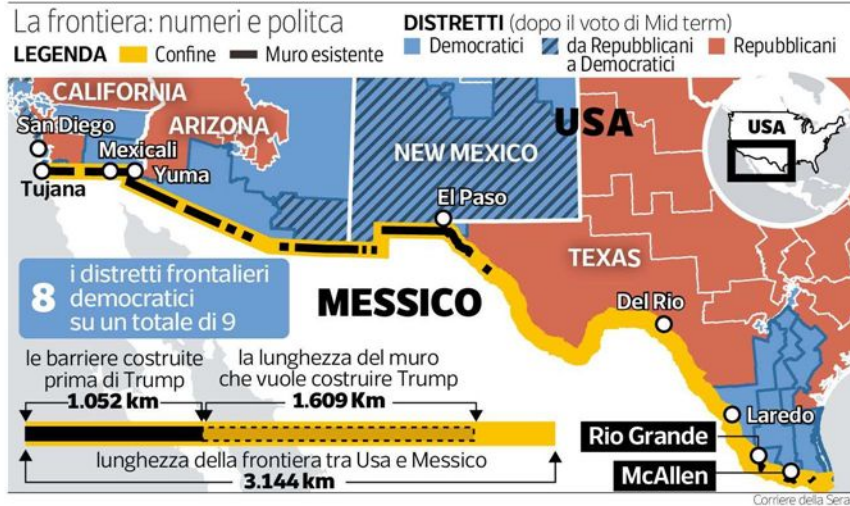 La frontiera: numeri e politca
LEGENDA Confine Muro esistente
DISTRETTI (dopo il voto di Mid term)
Democratici
da Repubblicani
a Democratici
Repubblicani
CALIFORNIA
San Diego
ARIZONA
Mexicali
Tujana
Yuma
NEW MEXICO
El Paso
USA
USA
TEXAS
MESSICO
Del Rio
Laredo
Rio Grande
McAllen
8
i distretti frontalieri
democratici
su un totale di 9
le barriere costruite
prima di Trump
1.052 km
la lunghezza del muro
che vuole costruire Trump
1.609 Km
lunghezza della frontiera tra Usa e Messico
3.144 km
Corriere della Sera